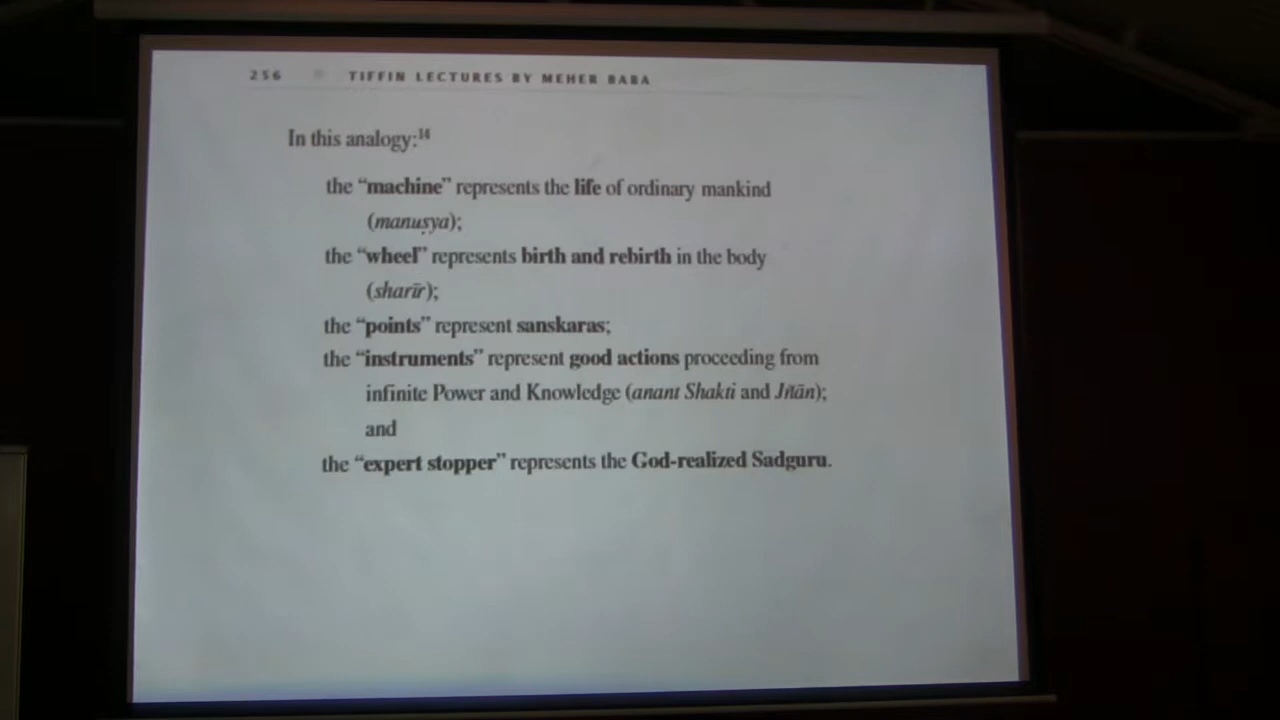 256 TIFFIN LECTURES BY MEHER BABA
In this analogy:14
the “machine” represents the life of ordinary mankind
(manuṣya);
the “wheel” represents birth and rebirth in the body
(sharīr);
the “points” represent sanskaras;
the “instruments” represent good actions proceeding from
infinite Power and Knowledge (anant Shakti and Jñān);
and
the “expert stopper” represents the God-realized Sadguru.